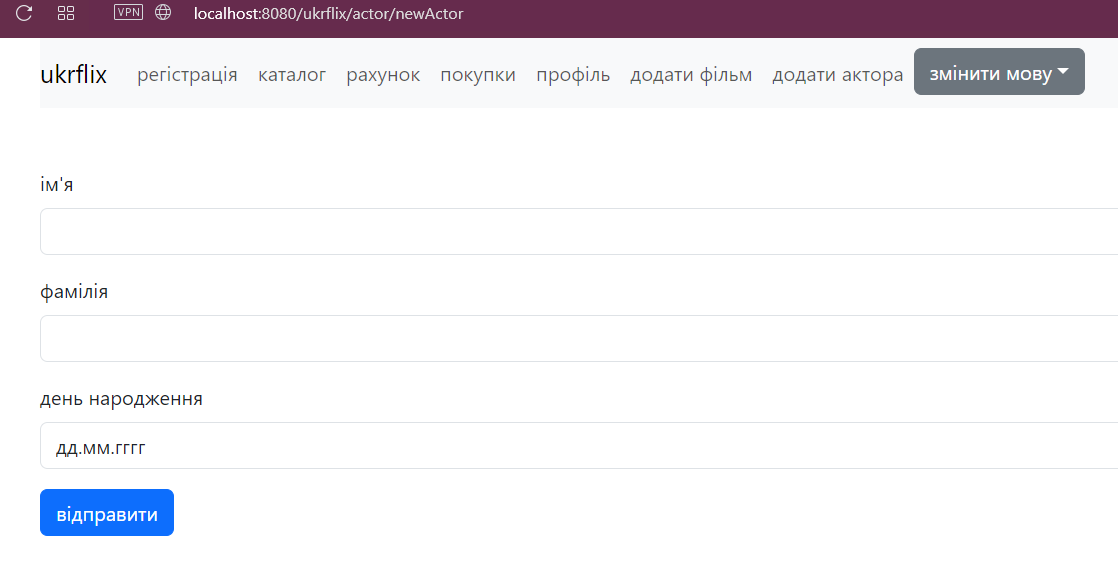 VPN localhost:8080/ukrflix/actor/newActor
ukrflix регістрація каталог рахунок покупки профіль додати фільм додати актора змінити мову
ім'я
фамілія
день народження
дд.мм.гггг
відправити